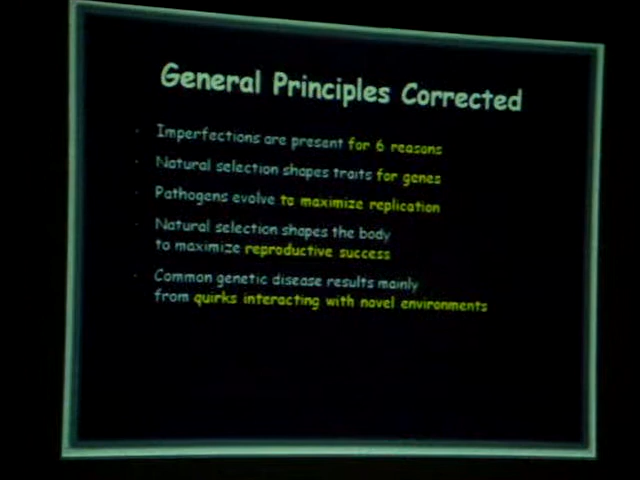 General Principles Corrected
Imperfections are present for 6 reasons
Natural selection shapes traits for genes
Pathogens evolve to maximize replication
Natural selection shapes the body
to maximize reproductive success
Common genetic disease results mainly
from quirks interacting with novel environments